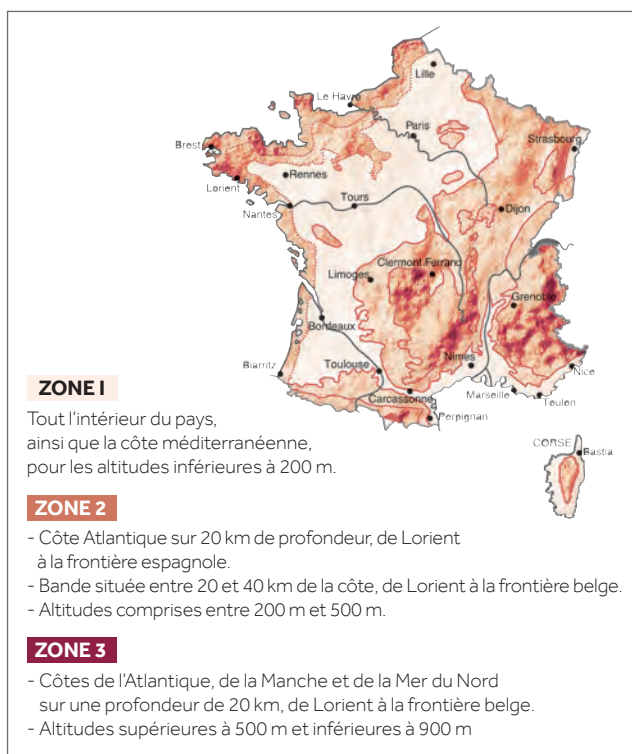 Lille
Le Havre
Paris
Strasbourg
Brest
Rennes
Lorient
Tours
Nantes
Dijon
Clermont Ferrand
Limoges
Grenoble
Bordeaux
Biarritz
Toulouse
Nîmes
Nice
Carcassonne
Marseille
Toulon
Perpignan
CORSE
Bastia
ZONE I
Tout l'intérieur du pays,
ainsi que la côte méditerranéenne,
pour les altitudes inférieures à 200 m.
ZONE 2
- Côte Atlantique sur 20 km de profondeur, de Lorient
à la frontière espagnole.
- Bande située entre 20 et 40 km de la côte, de Lorient à la frontière belge.
- Altitudes comprises entre 200 m et 500 m.
ZONE 3
- Côtes de l'Atlantique, de la Manche et de la Mer du Nord
sur une profondeur de 20 km, de Lorient à la frontière belge.
- Altitudes supérieures à 500 m et inférieures à 900 m